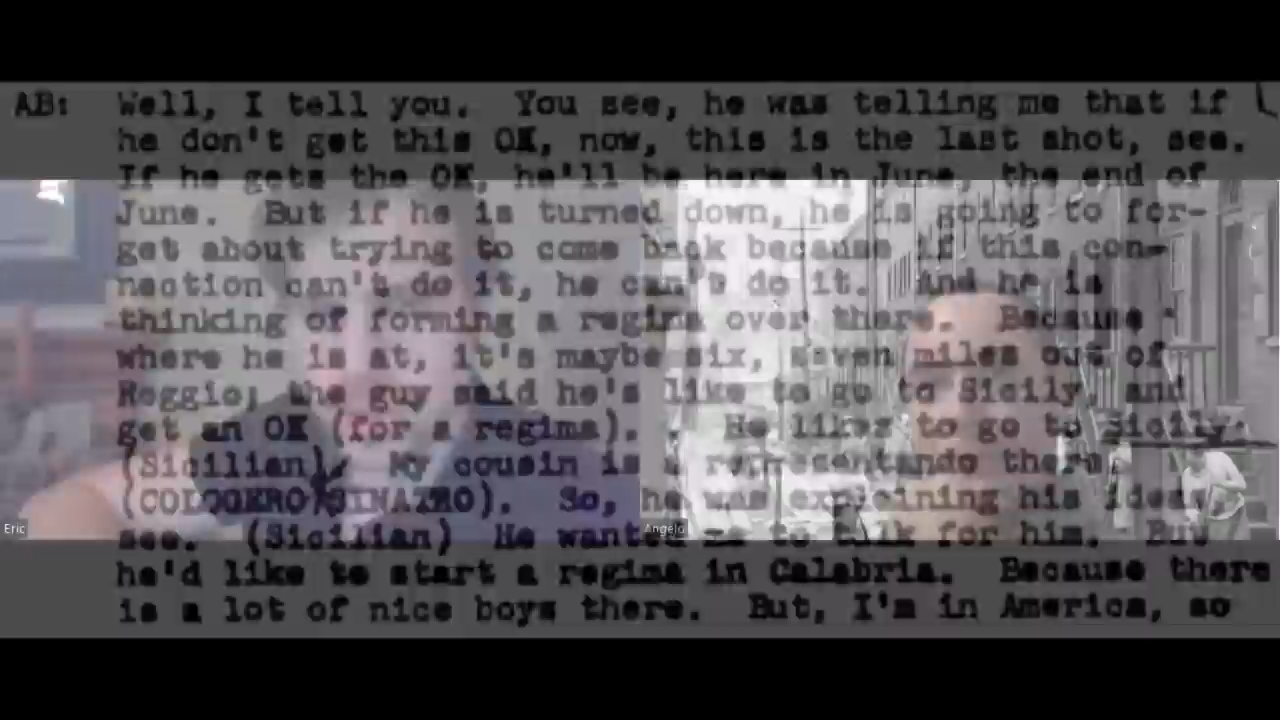 AB: Well, I tell you. You see, he was telling me that if
he don't get this OK, now, this is the last shot, see.
If he gets the OK, he'll be here in June, the end of
June. But if he is turned down, he is going to for-
get about trying to come back because if this con-
nection can't do it, he can't do it. And he is
thinking of forming a regima over there. Because
where he is at, it's maybe six, seven miles out of
Reggio; the guy said he's like to go to Sicily, and
get an OK (for a regima). He likes to go to Sicily.
(Sicilian). My cousin is a representando there
(COLOGERO SINATRO). So, he was explaining his ideas
see. (Sicilian) He wanted me to talk for him. But
he'd like to start a regima in Calabria. Because there
is a lot of nice boys there. But, I'm in America, so
Eric
Angelo